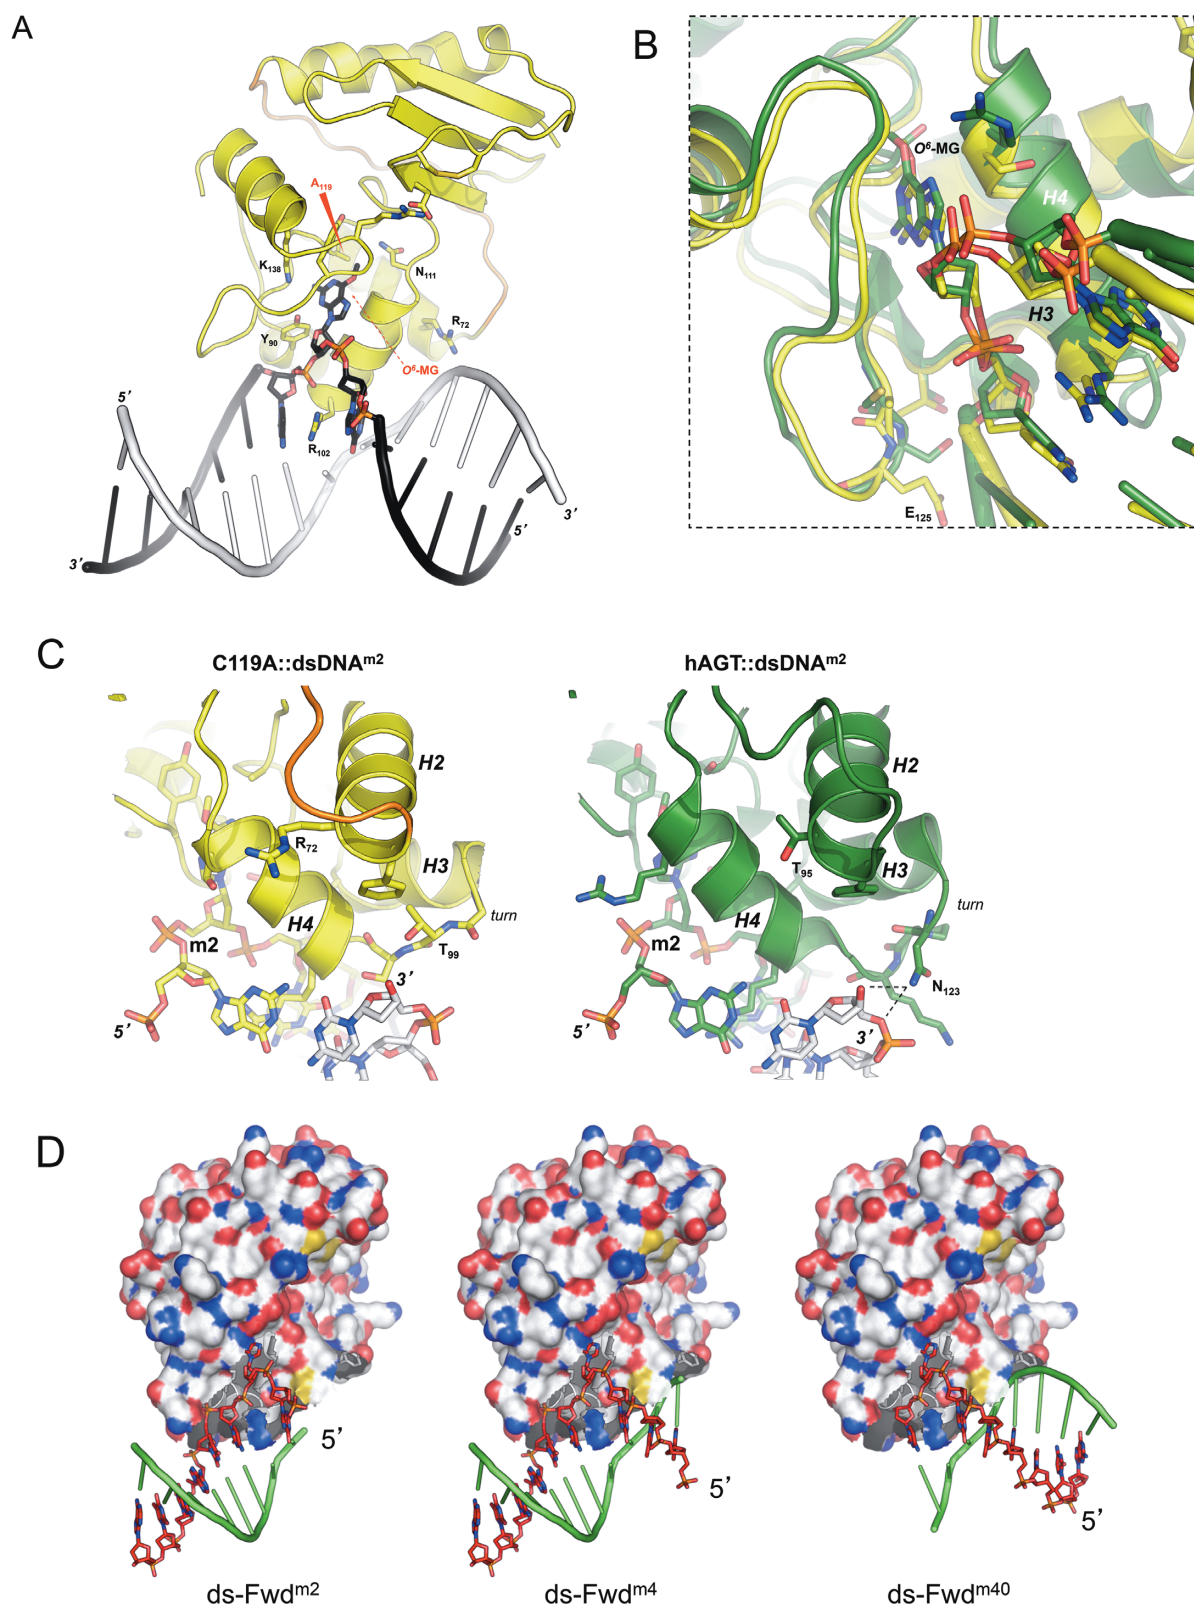 A
A119
K138
N111
Y90
R72
O⁶-MG
R102
5’
3’
5’
3’
B
O⁶-MG
H4
H3
E125
C
C119A::dsDNAᵐ²
hAGT::dsDNAᵐ²
H2
R72
H3
H4
turn
m2
T99
3’
5’
H2
T95
H3
H4
turn
m2
N123
3’
5’
D
5’
5’
5’
ds-Fwdᵐ²
ds-Fwdᵐ⁴
ds-Fwdᵐ⁴⁰